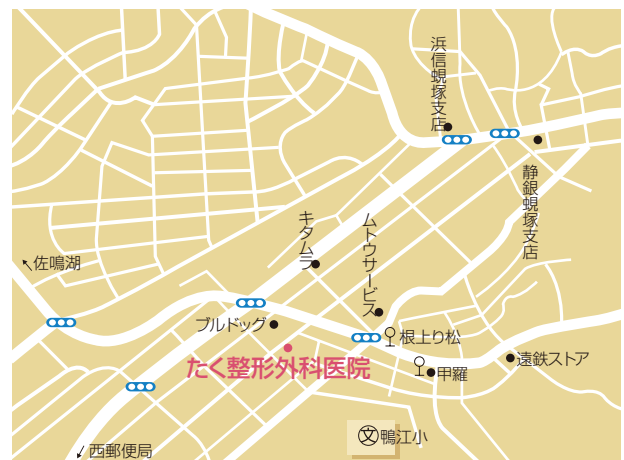 浜信蜆塚支店
静銀蜆塚支店
キタムラ
ムトウサービス
佐鳴湖
ブルドッグ
根上り松
たく整形外科医院
遠鉄ストア
甲羅
文
鴨江小
西郵便局